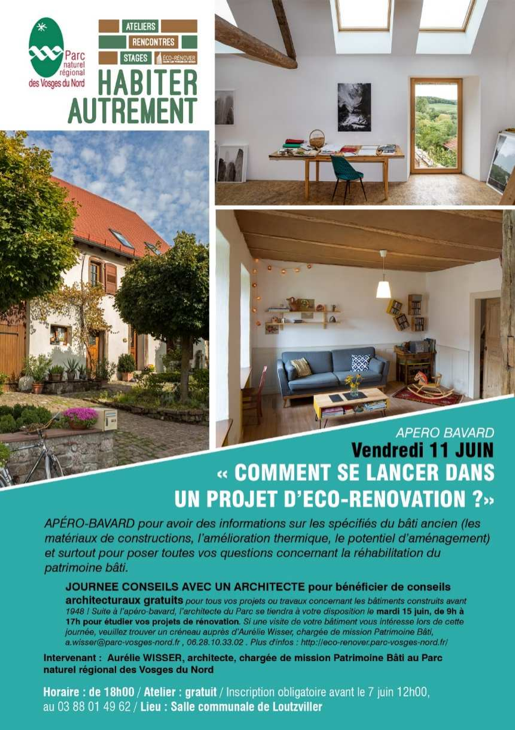 Parc
naturel
régional
des Vosges du Nord
ATELIERS
RENCONTRES
STAGES
ÉCO-RÉNOVER
HABITER
AUTREMENT
APERO BAVARD
Vendredi 11 JUIN
« COMMENT SE LANCER DANS
UN PROJET D'ECO-RENOVATION ?»
APÉRO-BAVARD pour avoir des informations sur les spécifiés du bâti ancien (les
matériaux de constructions, l'amélioration thermique, le potentiel d'aménagement)
et surtout pour poser toutes vos questions concernant la réhabilitation du
patrimoine bâti.
JOURNEE CONSEILS AVEC UN ARCHITECTE pour bénéficier de conseils
architecturaux gratuits pour tous vos projets ou travaux concernant les bâtiments construits avant
1948 ! Suite à l'apéro-bavard, l'architecte du Parc se tiendra à votre disposition le mardi 15 juin, de 9h à
17h pour étudier vos projets de rénovation. Si une visite de votre bâtiment vous intéresse lors de cette
journée, veuillez trouver un créneau auprès d'Aurélie Wisser, chargée de mission Patrimoine Bâti,
a.wisser@parc-vosges-nord.fr , 06.28.10.33.02 . Plus d'infos : http://eco-renover.parc-vosges-nord.fr/
Intervenant : Aurélie WISSER, architecte, chargée de mission Patrimoine Bâti au Parc
naturel régional des Vosges du Nord
Horaire : de 18h00 / Atelier : gratuit / Inscription obligatoire avant le 7 juin 12h00,
au 03 88 01 49 62 / Lieu : Salle communale de Loutzviller